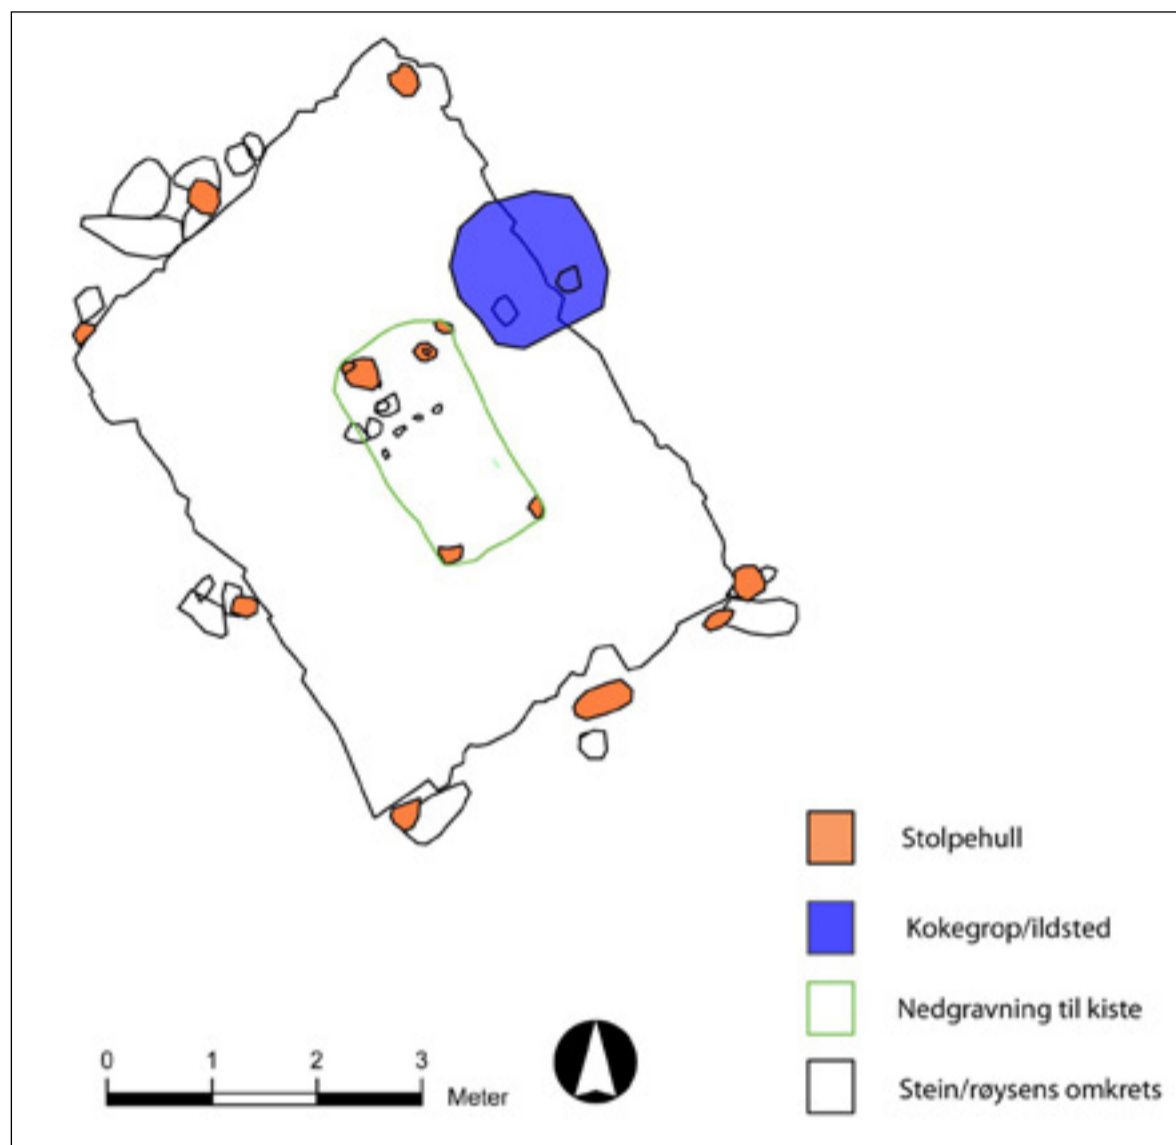 Stolpehull
Kokegrop/ildsted
Nedgravning til kiste
Stein/røysens omkrets
0 1 2 3
Meter